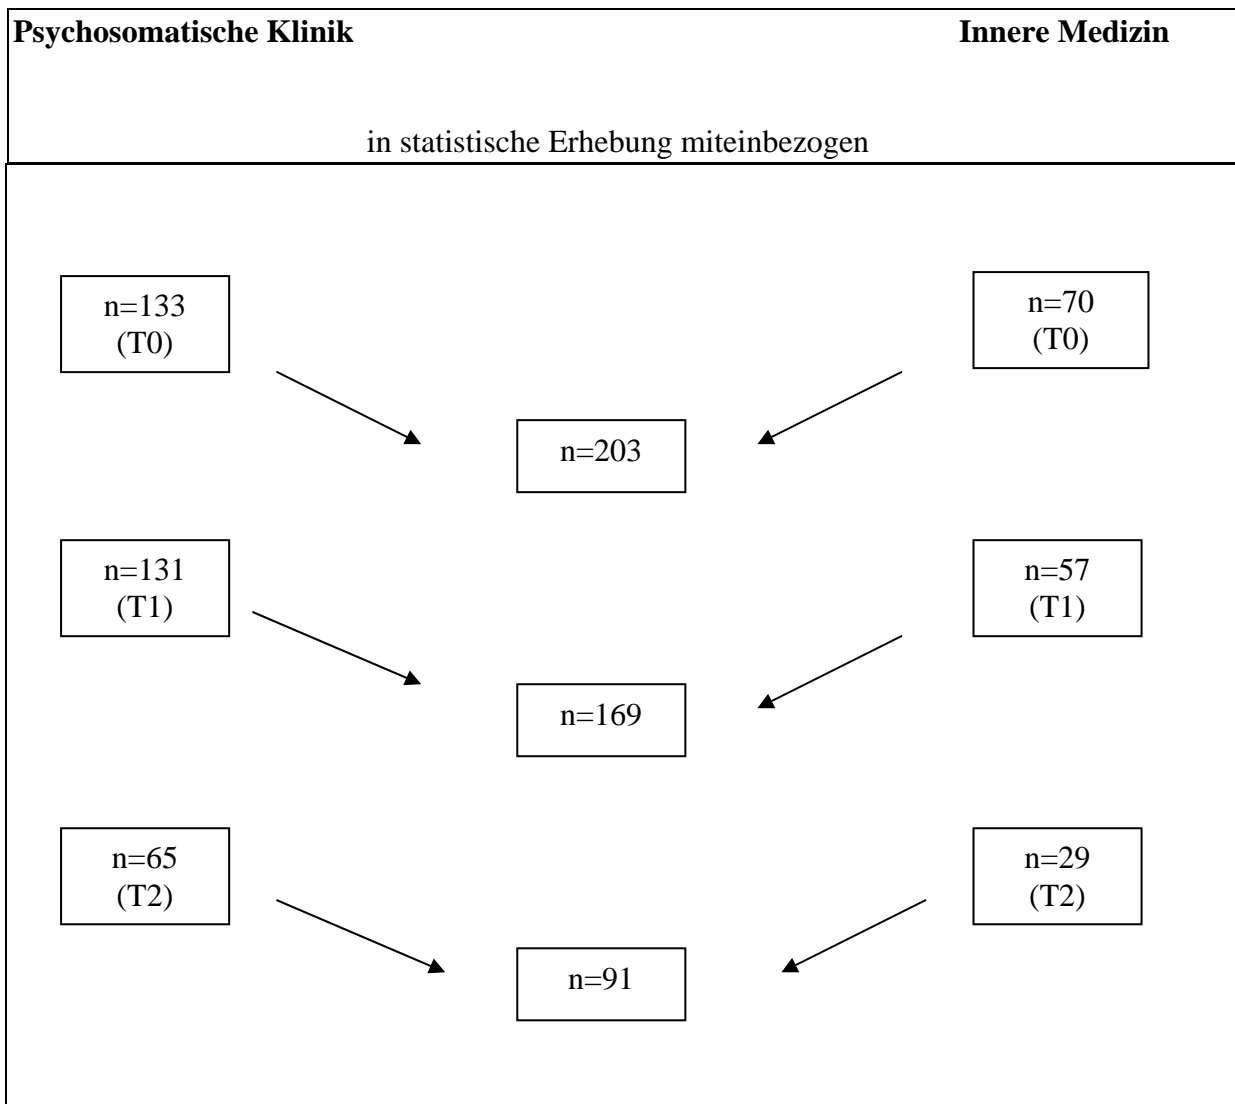 Psychosomatische Klinik Innere Medizin
in statistische Erhebung miteinbezogen
n=133
(T0)
n=70
(T0)
n=203
n=131
(T1)
n=57
(T1)
n=169
n=65
(T2)
n=29
(T2)
n=91